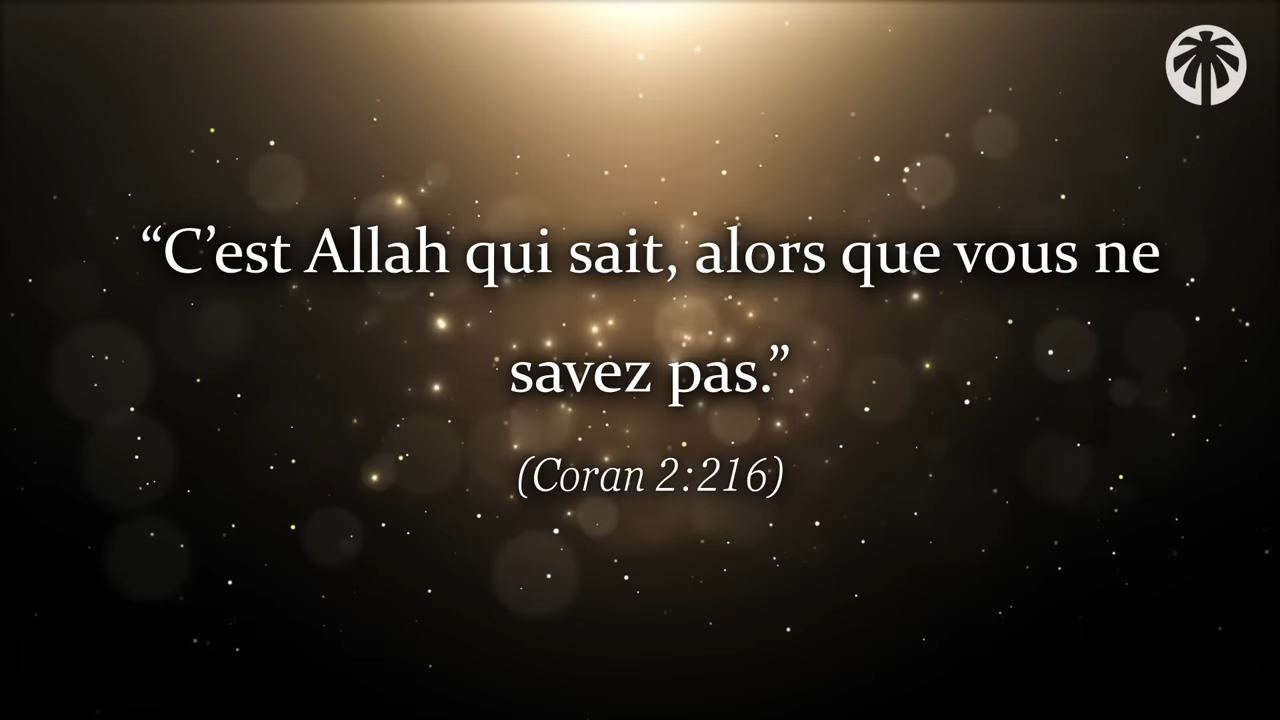 “C’est Allah qui sait, alors que vous ne
savez pas.”
(Coran 2:216)